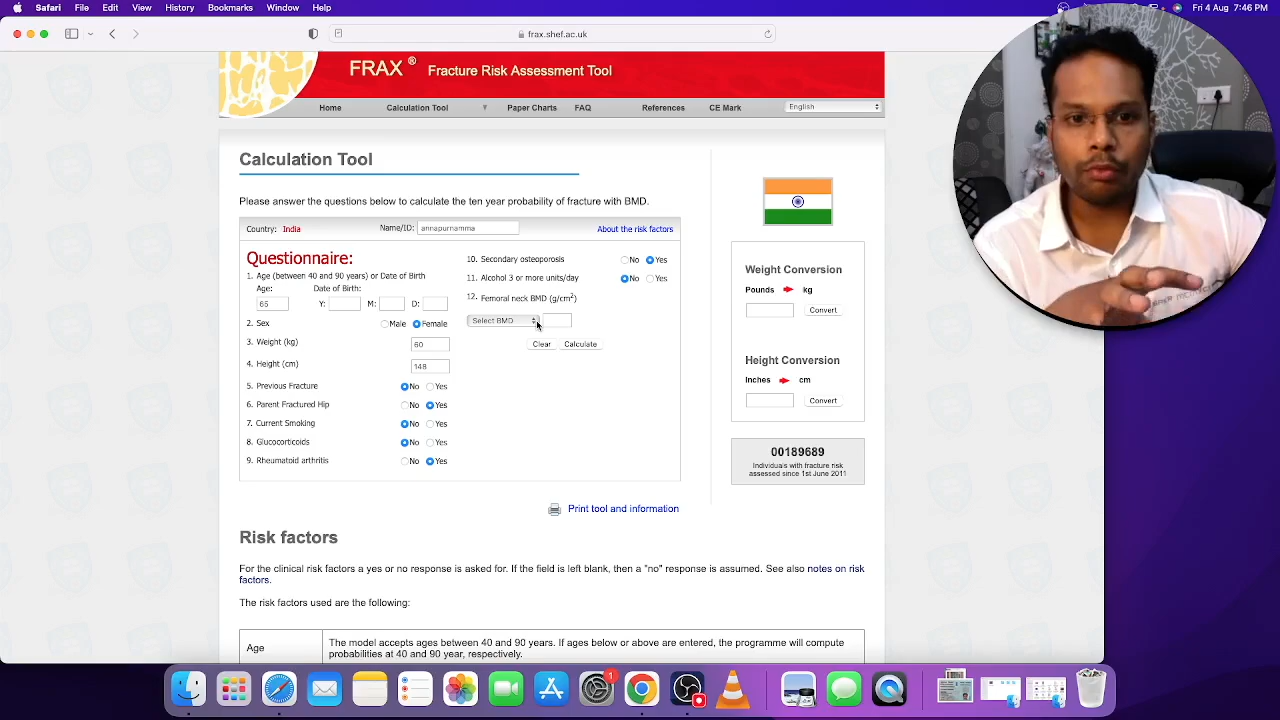 Safari File Edit View History Bookmarks Window Help
Fri 4 Aug 7:46 PM
frax.shef.ac.uk
FRAX ® Fracture Risk Assessment Tool
Home Calculation Tool ▼ Paper Charts FAQ References CE Mark English
Calculation Tool
Please answer the questions below to calculate the ten year probability of fracture with BMD.
Country: India Name/ID: annapurnamma About the risk factors
Questionnaire:
1. Age (between 40 and 90 years) or Date of Birth
Age: Date of Birth:
65 Y: M: D:
2. Sex Male Female
3. Weight (kg) 60
4. Height (cm) 148
5. Previous Fracture No Yes
6. Parent Fractured Hip No Yes
7. Current Smoking No Yes
8. Glucocorticoids No Yes
9. Rheumatoid arthritis No Yes
10. Secondary osteoporosis No Yes
11. Alcohol 3 or more units/day No Yes
12. Femoral neck BMD (g/cm²)
Select BMD
Clear Calculate
Weight Conversion
Pounds kg
Convert
Height Conversion
Inches cm
Convert
00189689
Individuals with fracture risk
assessed since 1st June 2011
Print tool and information
Risk factors
For the clinical risk factors a yes or no response is asked for. If the field is left blank, then a "no" response is assumed. See also notes on risk
factors.
The risk factors used are the following:
Age
The model accepts ages between 40 and 90 years. If ages below or above are entered, the programme will compute
probabilities at 40 and 90 year, respectively.
1